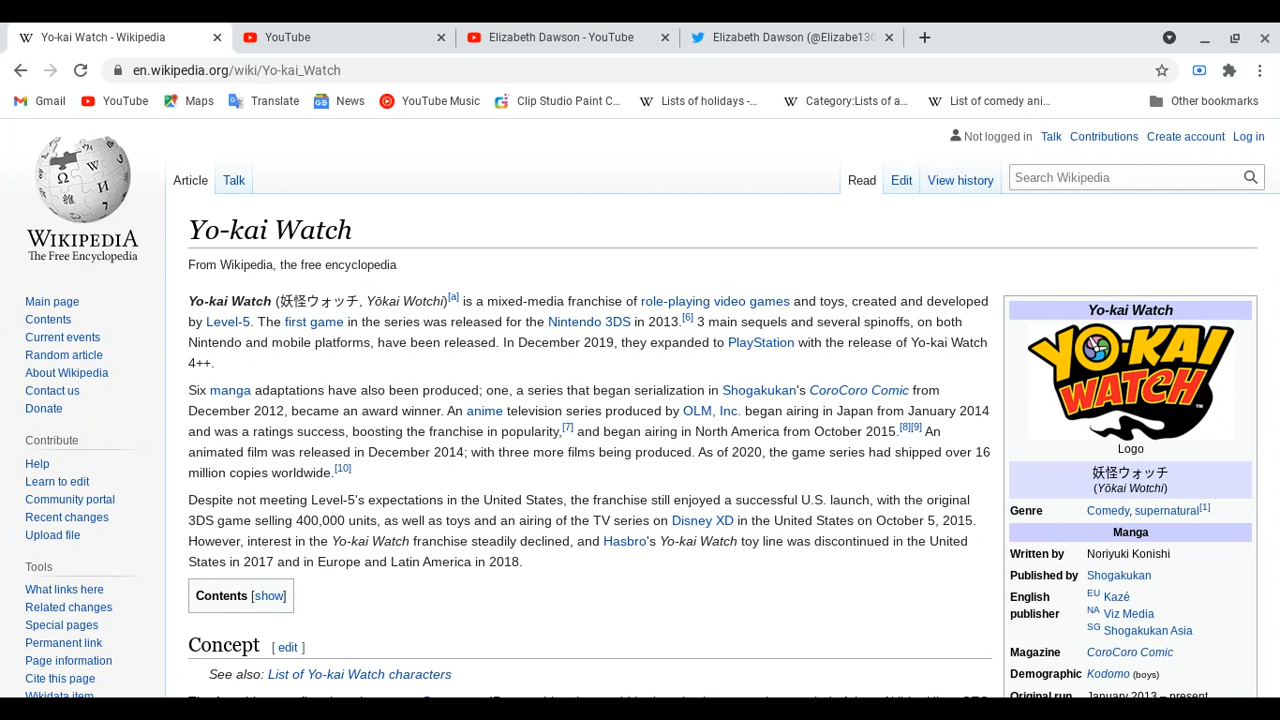 Yo-kai Watch - Wikipedia
YouTube
Elizabeth Dawson - YouTube
Elizabeth Dawson (@Elizabe130
en.wikipedia.org/wiki/Yo-kai_Watch
Gmail
YouTube
Maps
Translate
News
YouTube Music
Clip Studio Paint C...
Lists of holidays -...
Category:Lists of a...
List of comedy ani...
Other bookmarks
Not logged in Talk Contributions Create account Log in
Article Talk
Read Edit View history
Search Wikipedia
WIKIPEDIA
The Free Encyclopedia
Main page
Contents
Current events
Random article
About Wikipedia
Contact us
Donate
Contribute
Help
Learn to edit
Community portal
Recent changes
Upload file
Tools
What links here
Related changes
Special pages
Permanent link
Page information
Cite this page
Wikidata item
Yo-kai Watch
From Wikipedia, the free encyclopedia
Yo-kai Watch (妖怪ウォッチ, Yōkai Wotchi)[a] is a mixed-media franchise of role-playing video games and toys, created and developed
by Level-5. The first game in the series was released for the Nintendo 3DS in 2013.[6] 3 main sequels and several spinoffs, on both
Nintendo and mobile platforms, have been released. In December 2019, they expanded to PlayStation with the release of Yo-kai Watch
4++.
Six manga adaptations have also been produced; one, a series that began serialization in Shogakukan's CoroCoro Comic from
December 2012, became an award winner. An anime television series produced by OLM, Inc. began airing in Japan from January 2014
and was a ratings success, boosting the franchise in popularity,[7] and began airing in North America from October 2015.[8][9] An
animated film was released in December 2014; with three more films being produced. As of 2020, the game series had shipped over 16
million copies worldwide.[10]
Despite not meeting Level-5's expectations in the United States, the franchise still enjoyed a successful U.S. launch, with the original
3DS game selling 400,000 units, as well as toys and an airing of the TV series on Disney XD in the United States on October 5, 2015.
However, interest in the Yo-kai Watch franchise steadily declined, and Hasbro's Yo-kai Watch toy line was discontinued in the United
States in 2017 and in Europe and Latin America in 2018.
Contents [show]
Concept [ edit ]
See also: List of Yo-kai Watch characters
Yo-kai Watch
YO-KAI
WATCH
Logo
妖怪ウォッチ
(Yōkai Wotchi)
Genre Comedy, supernatural[1]
Manga
Written by Noriyuki Konishi
Published by Shogakukan
English publisher
EU Kazé
NA Viz Media
SG Shogakukan Asia
Magazine CoroCoro Comic
Demographic Kodomo (boys)
Original run January 2013 – present